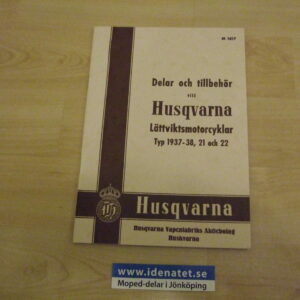 Delar och tillbehör
till
Husqvarna
Lättviktsmotorcyklar
Typ 1937-38, 21 och 22
Husqvarna
Husqvarna Vapenfabriks Aktiebolag
Huskvarna
www.idenatet.se
Moped-delar i Jönköping